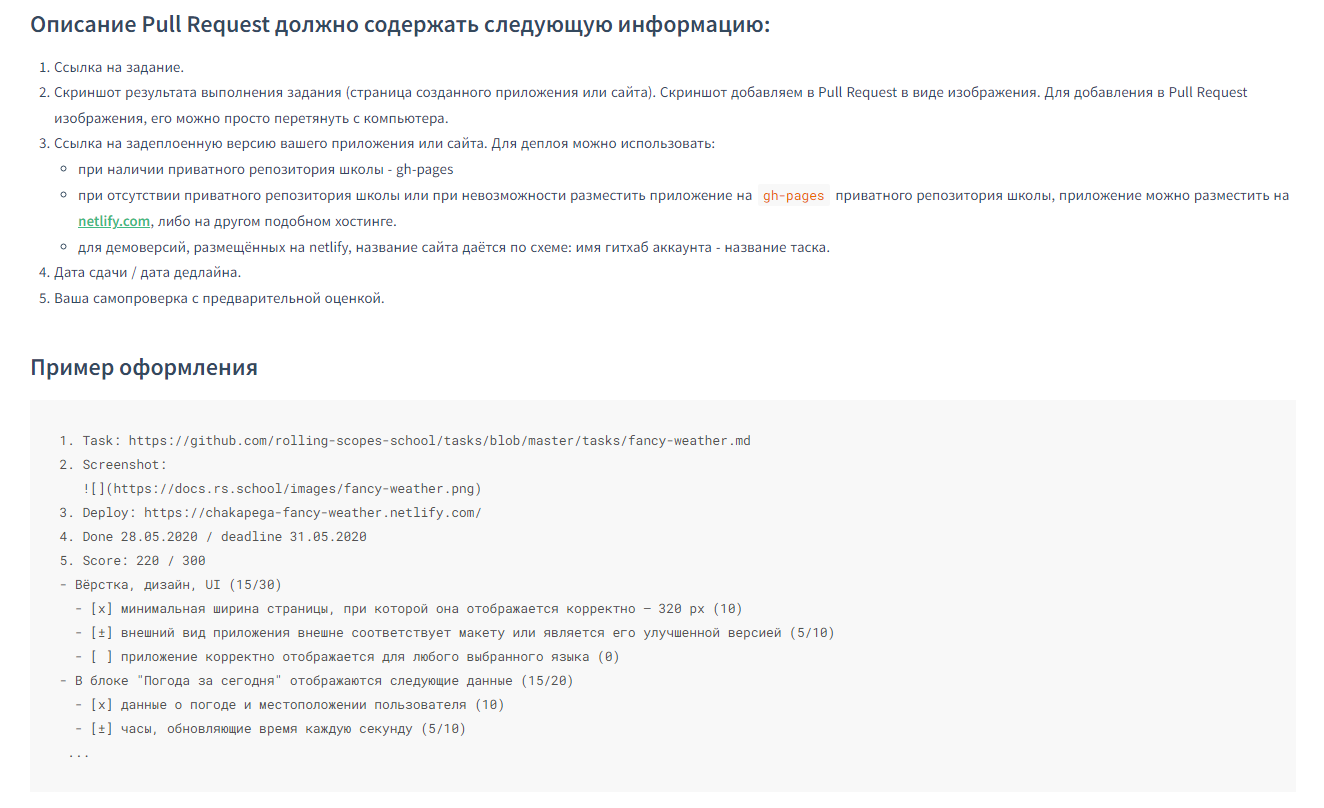 Описание Pull Request должно содержать следующую информацию:
1. Ссылка на задание.
2. Скриншот результата выполнения задания (страница созданного приложения или сайта). Скриншот добавляем в Pull Request в виде изображения. Для добавления в Pull Request
изображения, его можно просто перетянуть с компьютера.
3. Ссылка на задеплоенную версию вашего приложения или сайта. Для деплоя можно использовать:
при наличии приватного репозитория школы - gh-pages
при отсутствии приватного репозитория школы или при невозможности разместить приложение на gh-pages приватного репозитория школы, приложение можно разместить на
netlify.com, либо на другом подобном хостинге.
для демоверсий, размещённых на netlify, название сайта даётся по схеме: имя гитхаб аккаунта - название таска.
4. Дата сдачи / дата дедлайна.
5. Ваша самопроверка с предварительной оценкой.
Пример оформления
1. Task: https://github.com/rolling-scopes-school/tasks/blob/master/tasks/fancy-weather.md
2. Screenshot:
![](https://docs.rs.school/images/fancy-weather.png)
3. Deploy: https://chakapega-fancy-weather.netlify.com/
4. Done 28.05.2020 / deadline 31.05.2020
5. Score: 220 / 300
- Вёрстка, дизайн, UI (15/30)
- [x] минимальная ширина страницы, при которой она отображается корректно – 320 px (10)
- [±] внешний вид приложения внешне соответствует макету или является его улучшенной версией (5/10)
- [ ] приложение корректно отображается для любого выбранного языка (0)
- В блоке "Погода за сегодня" отображаются следующие данные (15/20)
- [x] данные о погоде и местоположении пользователя (10)
- [±] часы, обновляющие время каждую секунду (5/10)
...